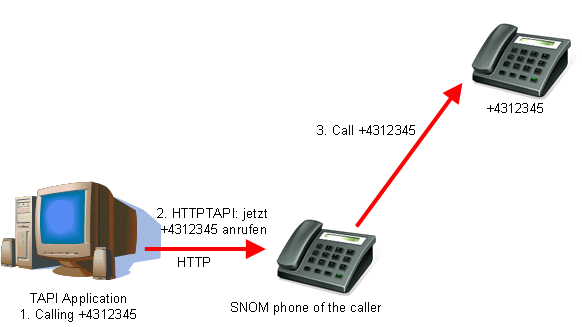 +4312345
3. Call +4312345
2. HTTPTAPI: jetzt
+4312345 anrufen
HTTP
TAPI Application
1. Calling +4312345
SNOM phone of the caller